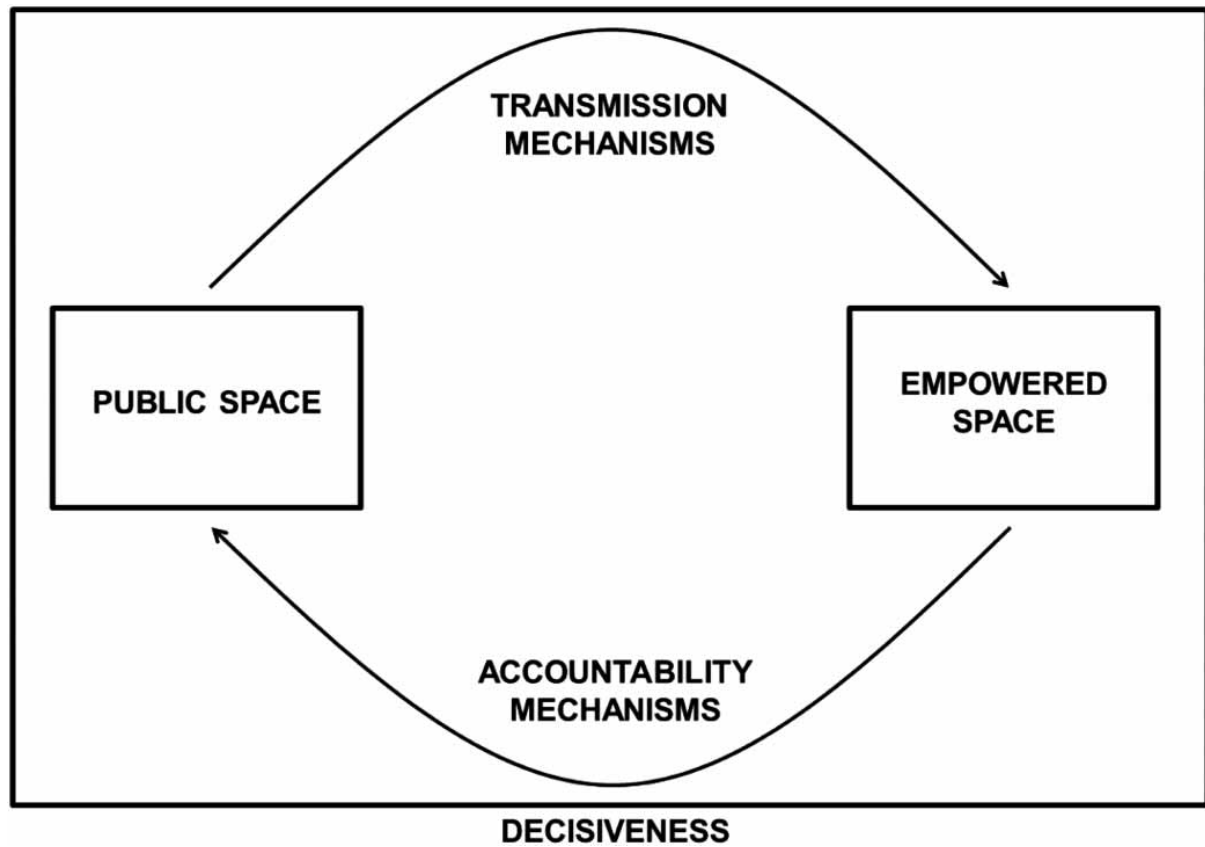 TRANSMISSION
MECHANISMS
PUBLIC SPACE
EMPOWERED
SPACE
ACCOUNTABILITY
MECHANISMS
DECISIVENESS